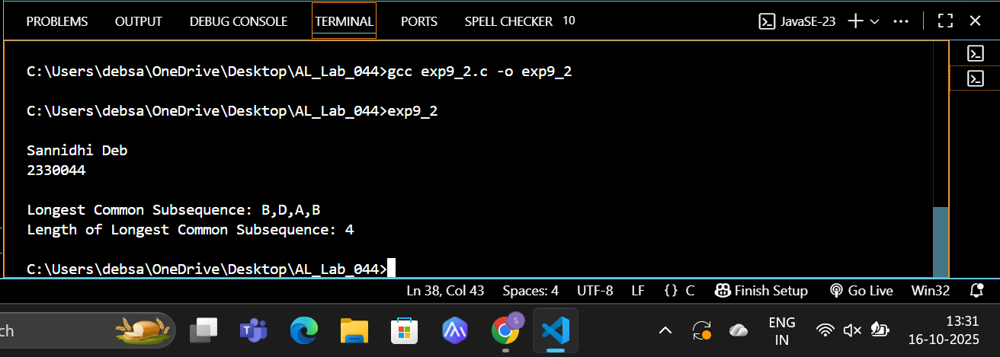 PROBLEMS OUTPUT DEBUG CONSOLE TERMINAL PORTS SPELL CHECKER 10 JavaSE-23
C:\Users\debsa\OneDrive\Desktop\AL_Lab_044>gcc exp9_2.c -o exp9_2
C:\Users\debsa\OneDrive\Desktop\AL_Lab_044>exp9_2
Sannidhi Deb
2330044
Longest Common Subsequence: B,D,A,B
Length of Longest Common Subsequence: 4
C:\Users\debsa\OneDrive\Desktop\AL_Lab_044>
Ln 38, Col 43 Spaces: 4 UTF-8 LF {} C Finish Setup Go Live Win32
ch S ENG 13:31
IN 16-10-2025